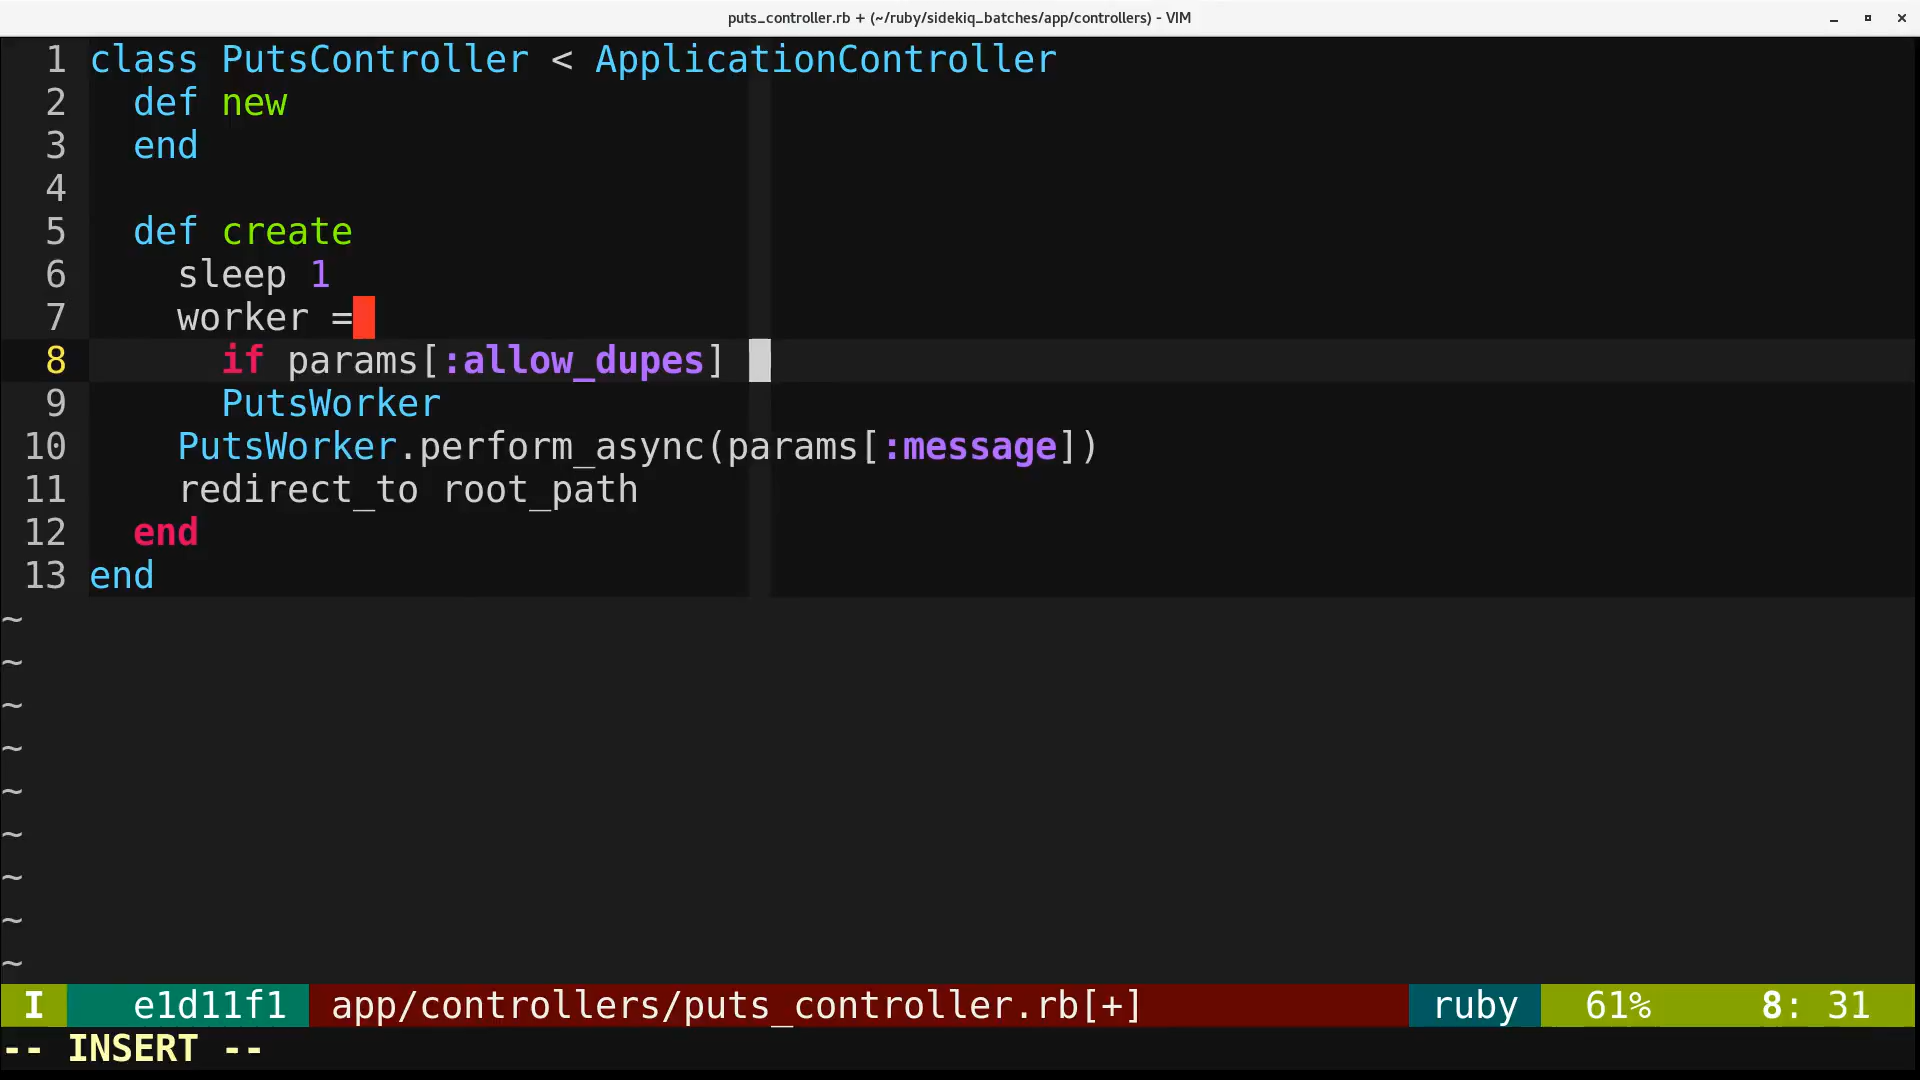 puts_controller.rb + (~/ruby/sidekiq_batches/app/controllers) - VIM
1 class PutsController < ApplicationController
2   def new
3   end
4
5   def create
6     sleep 1
7     worker =
8       if params[:allow_dupes]
9       PutsWorker
10     PutsWorker.perform_async(params[:message])
11     redirect_to root_path
12   end
13 end
~
~
~
~
~
~
~
~
~
I e1d11f1 app/controllers/puts_controller.rb[+] ruby 61% 8: 31
-- INSERT --